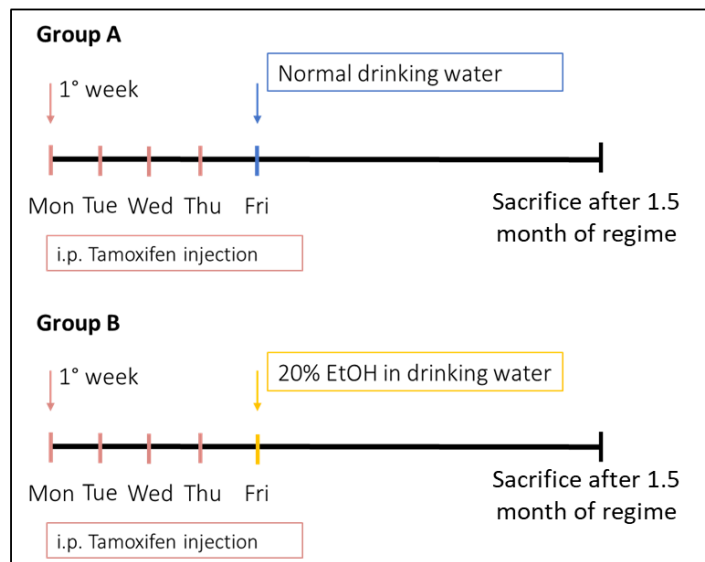 Group A
Normal drinking water
1° week
Mon Tue Wed Thu Fri
Sacrifice after 1.5
month of regime
i.p. Tamoxifen injection
Group B
20% EtOH in drinking water
1° week
Mon Tue Wed Thu Fri
Sacrifice after 1.5
month of regime
i.p. Tamoxifen injection